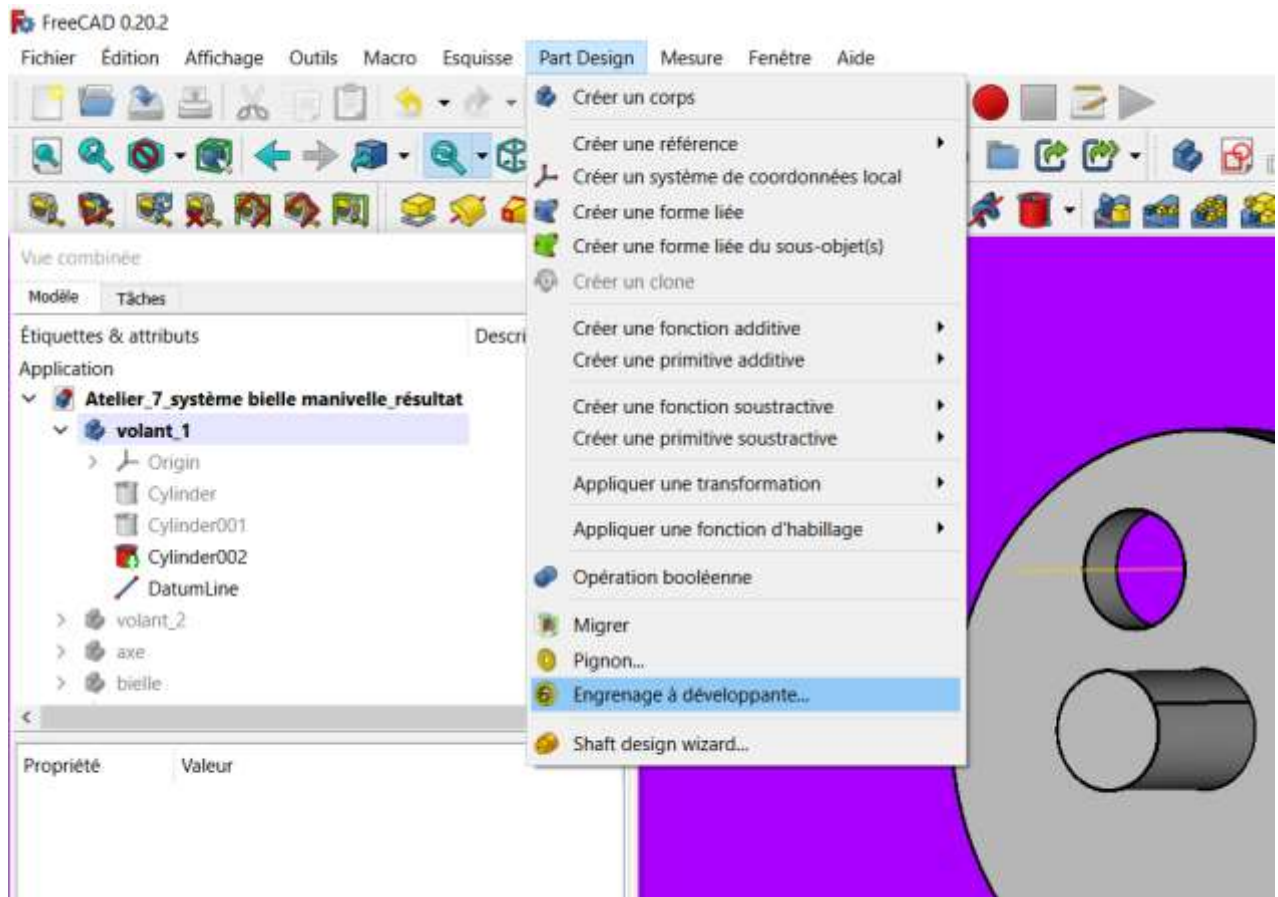 FreeCAD 0.20.2
Fichier Édition Affichage Outils Macro Esquisse Part Design Mesure Fenêtre Aide
Créer un corps
Créer une référence
Créer un système de coordonnées local
Créer une forme liée
Créer une forme liée du sous-objet(s)
Créer un clone
Créer une fonction additive
Créer une primitive additive
Créer une fonction soustractive
Créer une primitive soustractive
Appliquer une transformation
Appliquer une fonction d'habillage
Opération booléenne
Migrer
Pignon...
Engrenage à développante...
Shaft design wizard...
Vue combinée
Modèle Tâches
Étiquettes & attributs Descri
Application
Atelier_7_système bielle manivelle_résultat
volant_1
Origin
Cylinder
Cylinder001
Cylinder002
DatumLine
volant_2
axe
bielle
Propriété Valeur